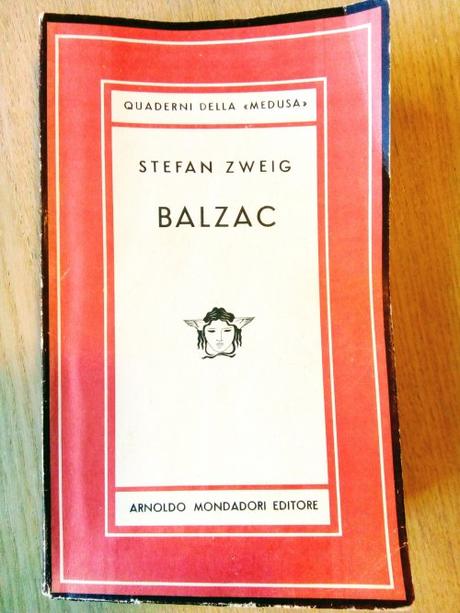 QUADERNI DELLA «MEDUSA»
STEFAN ZWEIG
BALZAC
ARNOLDO MONDADORI EDITORE